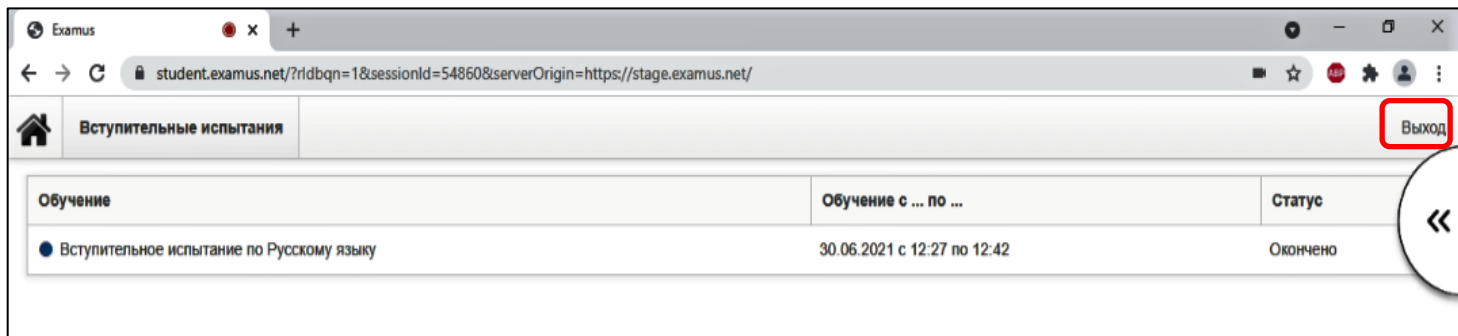 Examus
student.examus.net/?rldbqn=1&sessionId=54860&serverOrigin=https://stage.examus.net/
ABP
Вступительные испытания
Выход
Обучение
Обучение с ... по ...
Статус
Вступительное испытание по Русскому языку
30.06.2021 с 12:27 по 12:42
Окончено